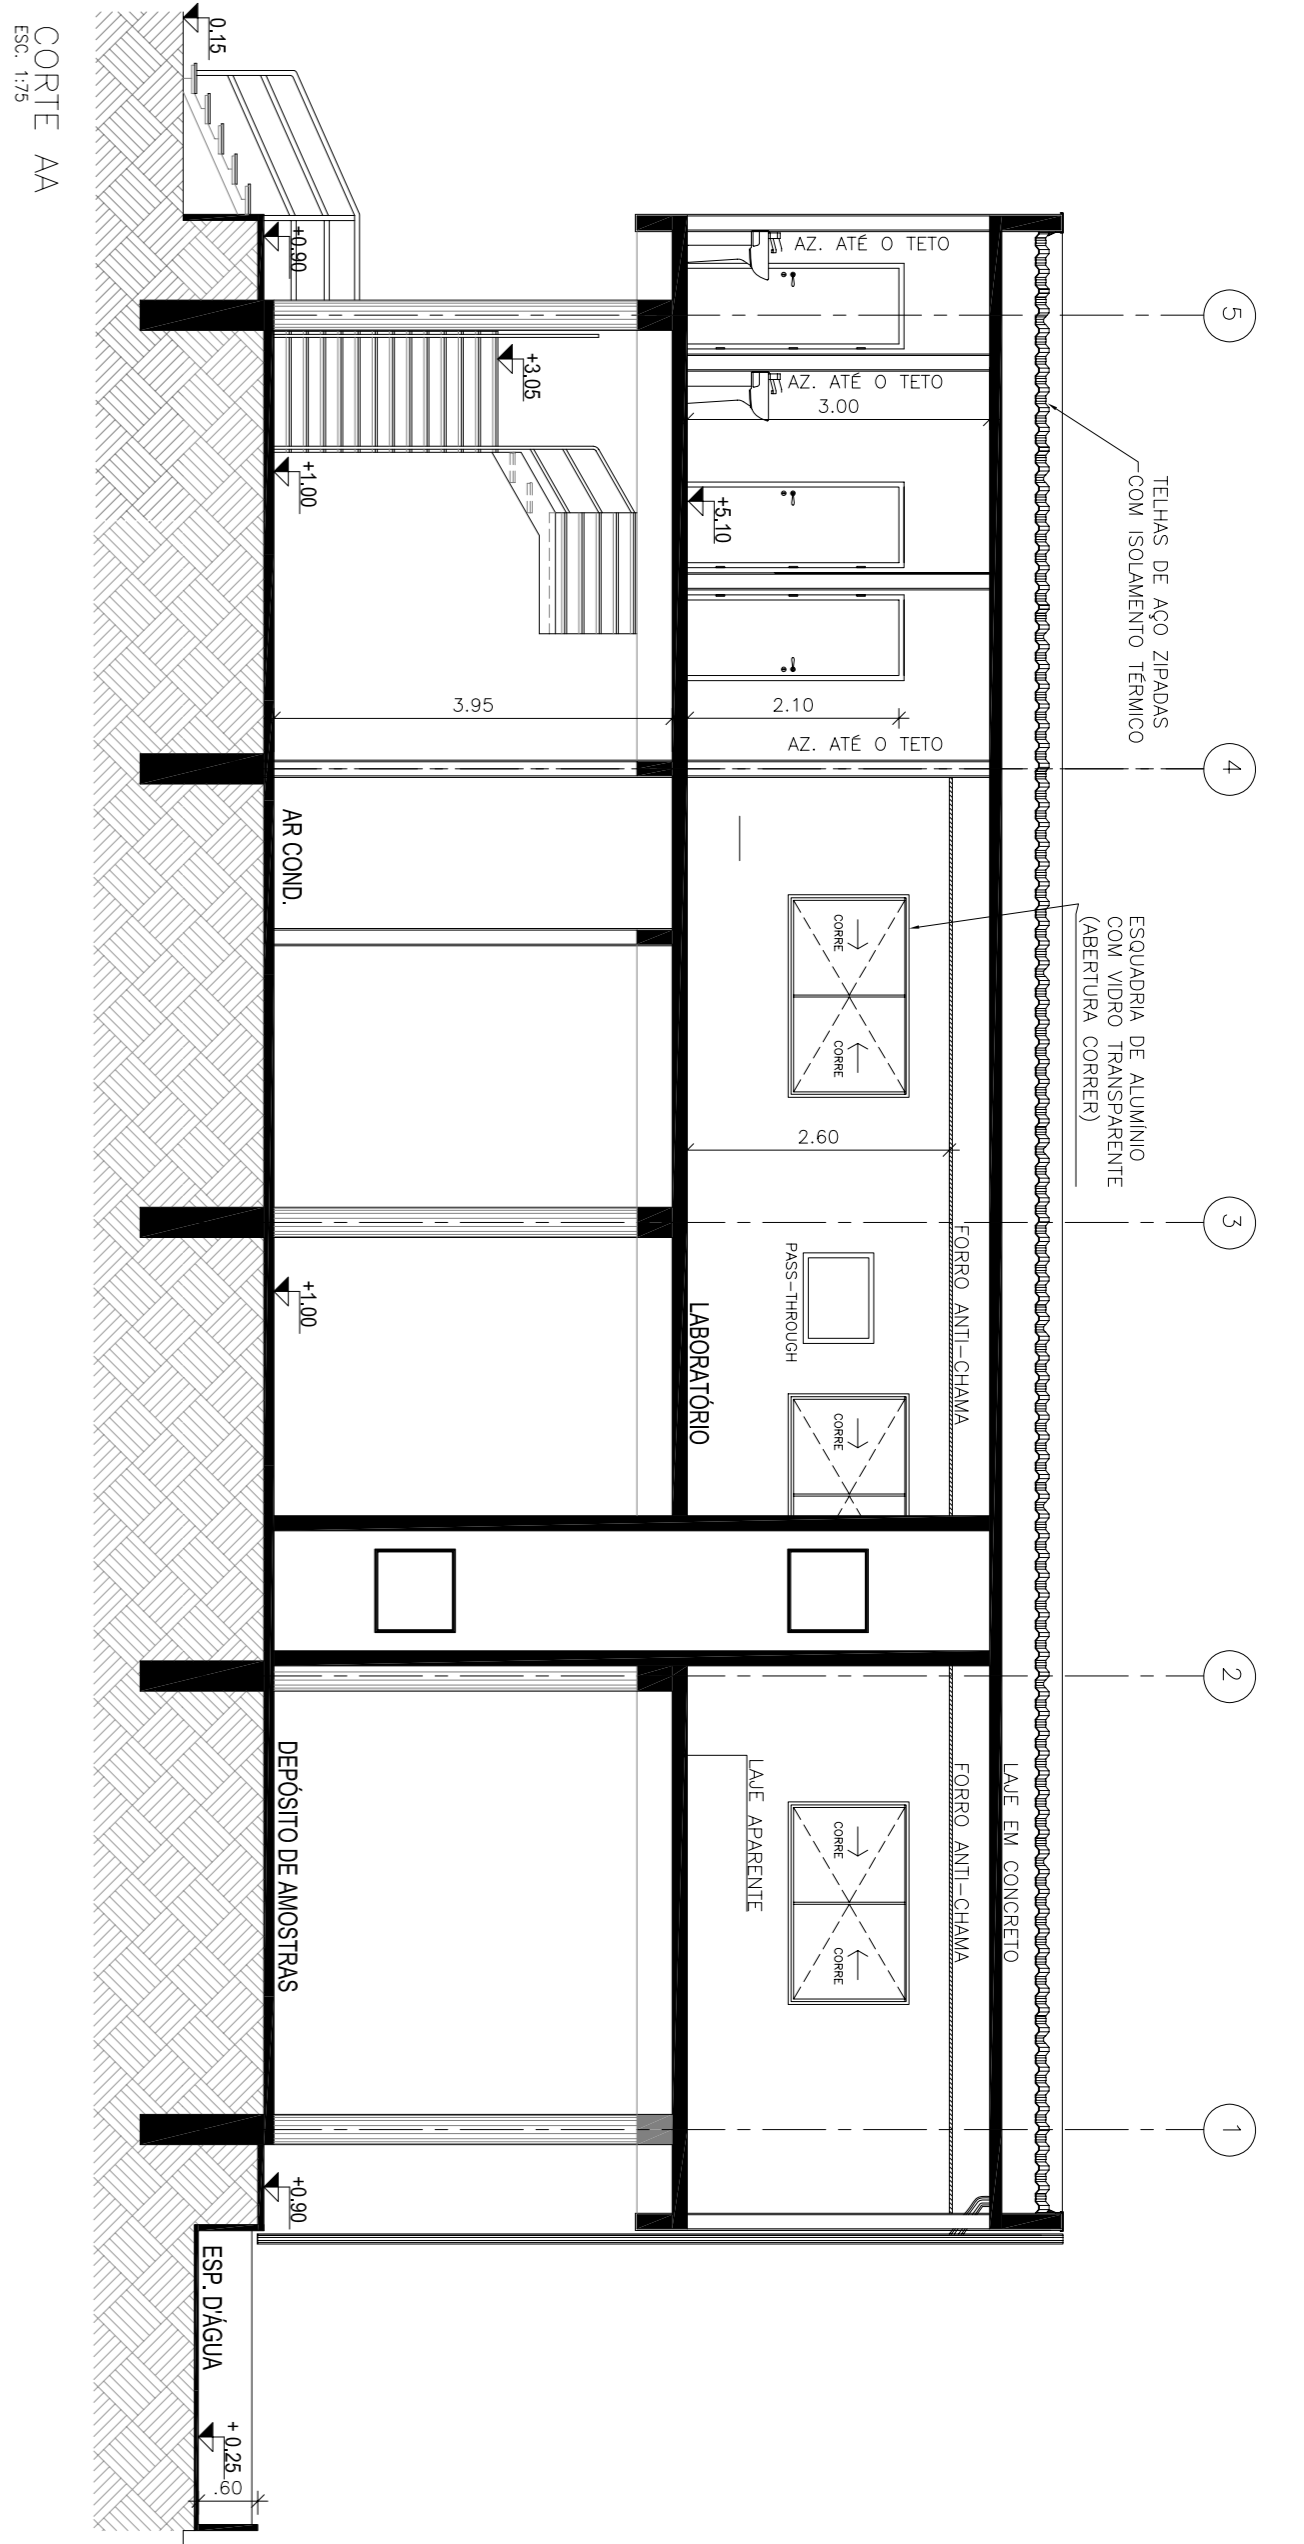 5
4
3
2
1
TELHAS DE AÇO ZIPADAS
COM ISOLAMENTO TÉRMICO
ESQUADRIA DE ALUMÍNIO
COM VIDRO TRANSPARENTE
(ABERTURA CORRER)
LAJE EM CONCRETO
FORRO ANTI-CHAMA
FORRO ANTI-CHAMA
AZ. ATÉ O TETO
AZ. ATÉ O TETO
3.00
2.10
AZ. ATÉ O TETO
CORRE
CORRE
2.60
PASS-THROUGH
CORRE
CORRE
CORRE
LAJE APARENTE
+5.10
LABORATÓRIO
+3.05
3.95
0.15
+0.90
+1.00
AR COND.
+1.00
DEPÓSITO DE AMOSTRAS
+0.90
ESP. D'ÁGUA
+0.25
.60
CORTE AA
ESC. 1:75